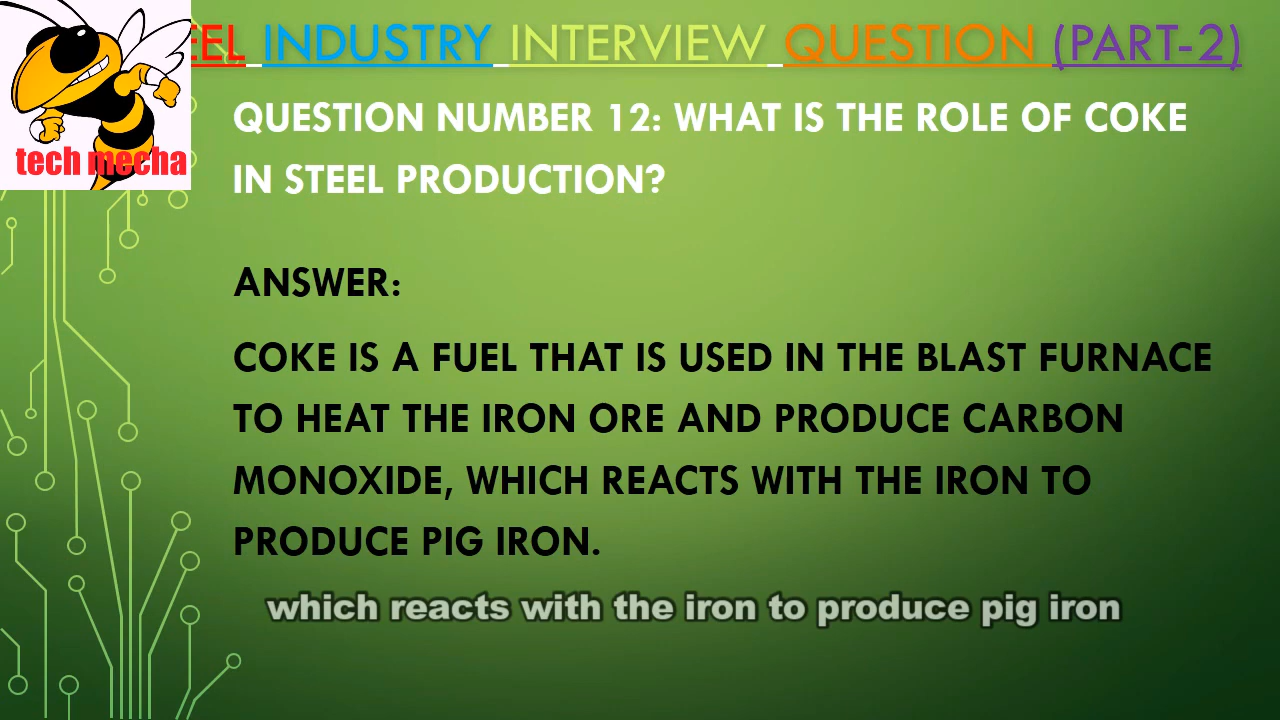 EEL INDUSTRY INTERVIEW QUESTION (PART-2)
tech mecha
QUESTION NUMBER 12: WHAT IS THE ROLE OF COKE
IN STEEL PRODUCTION?
ANSWER:
COKE IS A FUEL THAT IS USED IN THE BLAST FURNACE
TO HEAT THE IRON ORE AND PRODUCE CARBON
MONOXIDE, WHICH REACTS WITH THE IRON TO
PRODUCE PIG IRON.
which reacts with the iron to produce pig iron